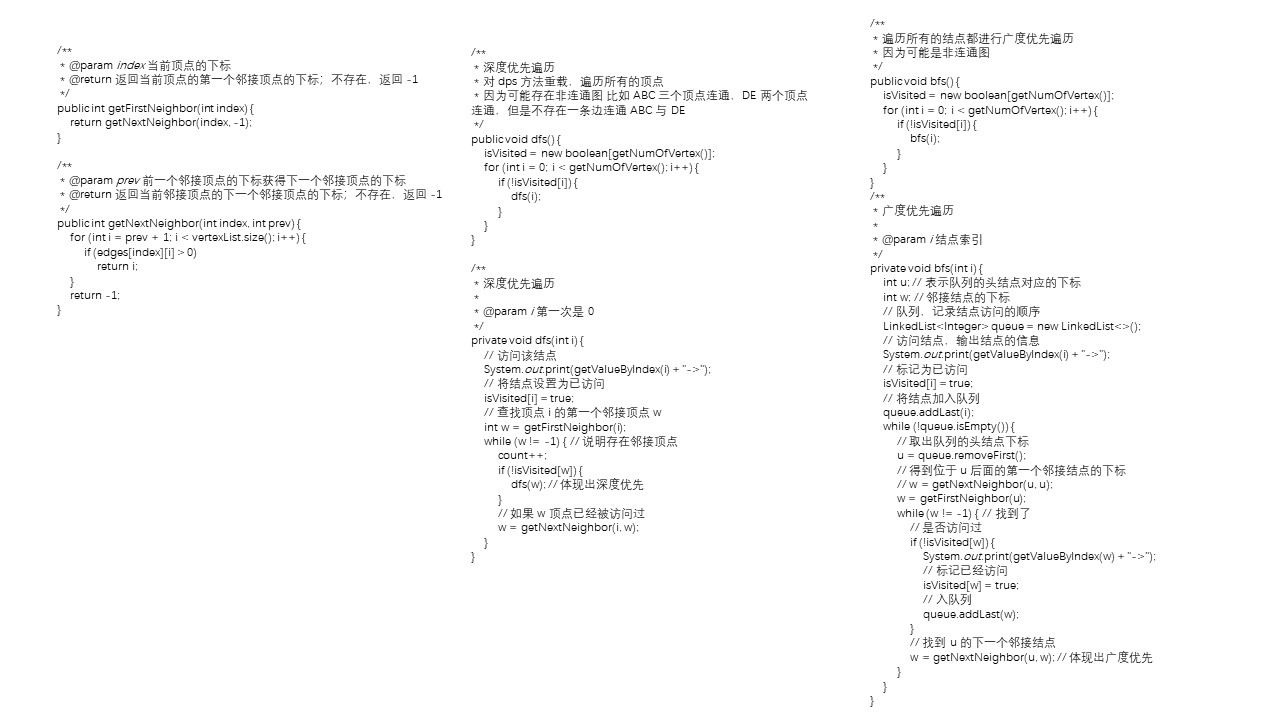 /**
 * @param index 当前顶点的下标
 * @return 返回当前顶点的第一个邻接顶点的下标；不存在，返回 -1
 */
public int getFirstNeighbor(int index) {
    return getNextNeighbor(index, -1);
}

/**
 * @param prev 前一个邻接顶点的下标获得下一个邻接顶点的下标
 * @return 返回当前邻接顶点的下一个邻接顶点的下标；不存在，返回 -1
 */
public int getNextNeighbor(int index, int prev) {
    for (int i = prev + 1; i < vertexList.size(); i++) {
        if (edges[index][i] > 0)
            return i;
    }
    return -1;
}

/**
 * 深度优先遍历
 * 对 dps 方法重载，遍历所有的顶点
 * 因为可能存在非连通图 比如 ABC 三个顶点连通，DE 两个顶点
连通，但是不存在一条边连通 ABC 与 DE
 */
public void dfs() {
    isVisited = new boolean[getNumOfVertex()];
    for (int i = 0; i < getNumOfVertex(); i++) {
        if (!isVisited[i]) {
            dfs(i);
        }
    }
}

/**
 * 深度优先遍历
 *
 * @param i 第一次是 0
 */
private void dfs(int i) {
    // 访问该结点
    System.out.print(getValueByIndex(i) + "->");
    // 将结点设置为已访问
    isVisited[i] = true;
    // 查找顶点 i 的第一个邻接顶点 w
    int w = getFirstNeighbor(i);
    while (w != -1) { // 说明存在邻接顶点
        count++;
        if (!isVisited[w]) {
            dfs(w); // 体现出深度优先
        }
        // 如果 w 顶点已经被访问过
        w = getNextNeighbor(i, w);
    }
}

/**
 * 遍历所有的结点都进行广度优先遍历
 * 因为可能是非连通图
 */
public void bfs() {
    isVisited = new boolean[getNumOfVertex()];
    for (int i = 0; i < getNumOfVertex(); i++) {
        if (!isVisited[i]) {
            bfs(i);
        }
    }
}
/**
 * 广度优先遍历
 *
 * @param i 结点索引
 */
private void bfs(int i) {
    int u; // 表示队列的头结点对应的下标
    int w; // 邻接结点的下标
    // 队列，记录结点访问的顺序
    LinkedList<Integer> queue = new LinkedList<>();
    // 访问结点，输出结点的信息
    System.out.print(getValueByIndex(i) + "->");
    // 标记为已访问
    isVisited[i] = true;
    // 将结点加入队列
    queue.addLast(i);
    while (!queue.isEmpty()) {
        // 取出队列的头结点下标
        u = queue.removeFirst();
        // 得到位于 u 后面的第一个邻接结点的下标
        // w = getNextNeighbor(u, u);
        w = getFirstNeighbor(u);
        while (w != -1) { // 找到了
            // 是否访问过
            if (!isVisited[w]) {
                System.out.print(getValueByIndex(w) + "->");
                // 标记已经访问
                isVisited[w] = true;
                // 入队列
                queue.addLast(w);
            }
            // 找到 u 的下一个邻接结点
            w = getNextNeighbor(u, w); // 体现出广度优先
        }
    }
}